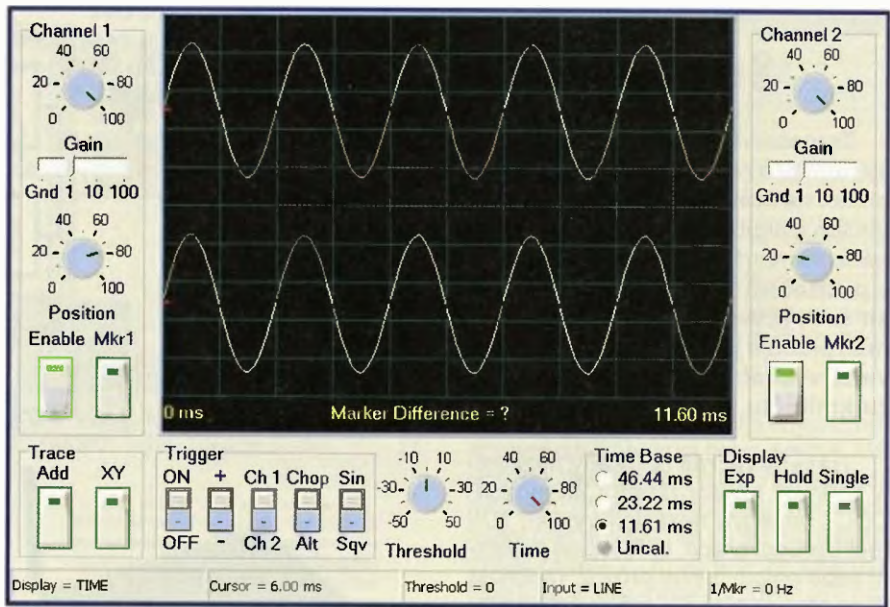 Channel 1
40 60
20 80
0 100
Gain
Gnd 1 10 100
40 60
20 80
0 100
Position
Enable Mkr1
0 ms
Marker Difference = ?
11.60 ms
Channel 2
40 60
20 80
0 100
Gain
Gnd 1 10 100
40 60
20 80
0 100
Position
Enable Mkr2
Trace
Add XY
Trigger
ON + Ch 1 Chop Sin
OFF - Ch 2 Alt Sqv
-10 10
-30 30
-50 50
Threshold
40 60
20 80
0 100
Time
Time Base
46.44 ms
23.22 ms
11.61 ms
Uncal.
Display
Exp Hold Single
Display = TIME
Cursor = 6.00 ms
Threshold = 0
Input = LINE
1/Mkr = 0 Hz